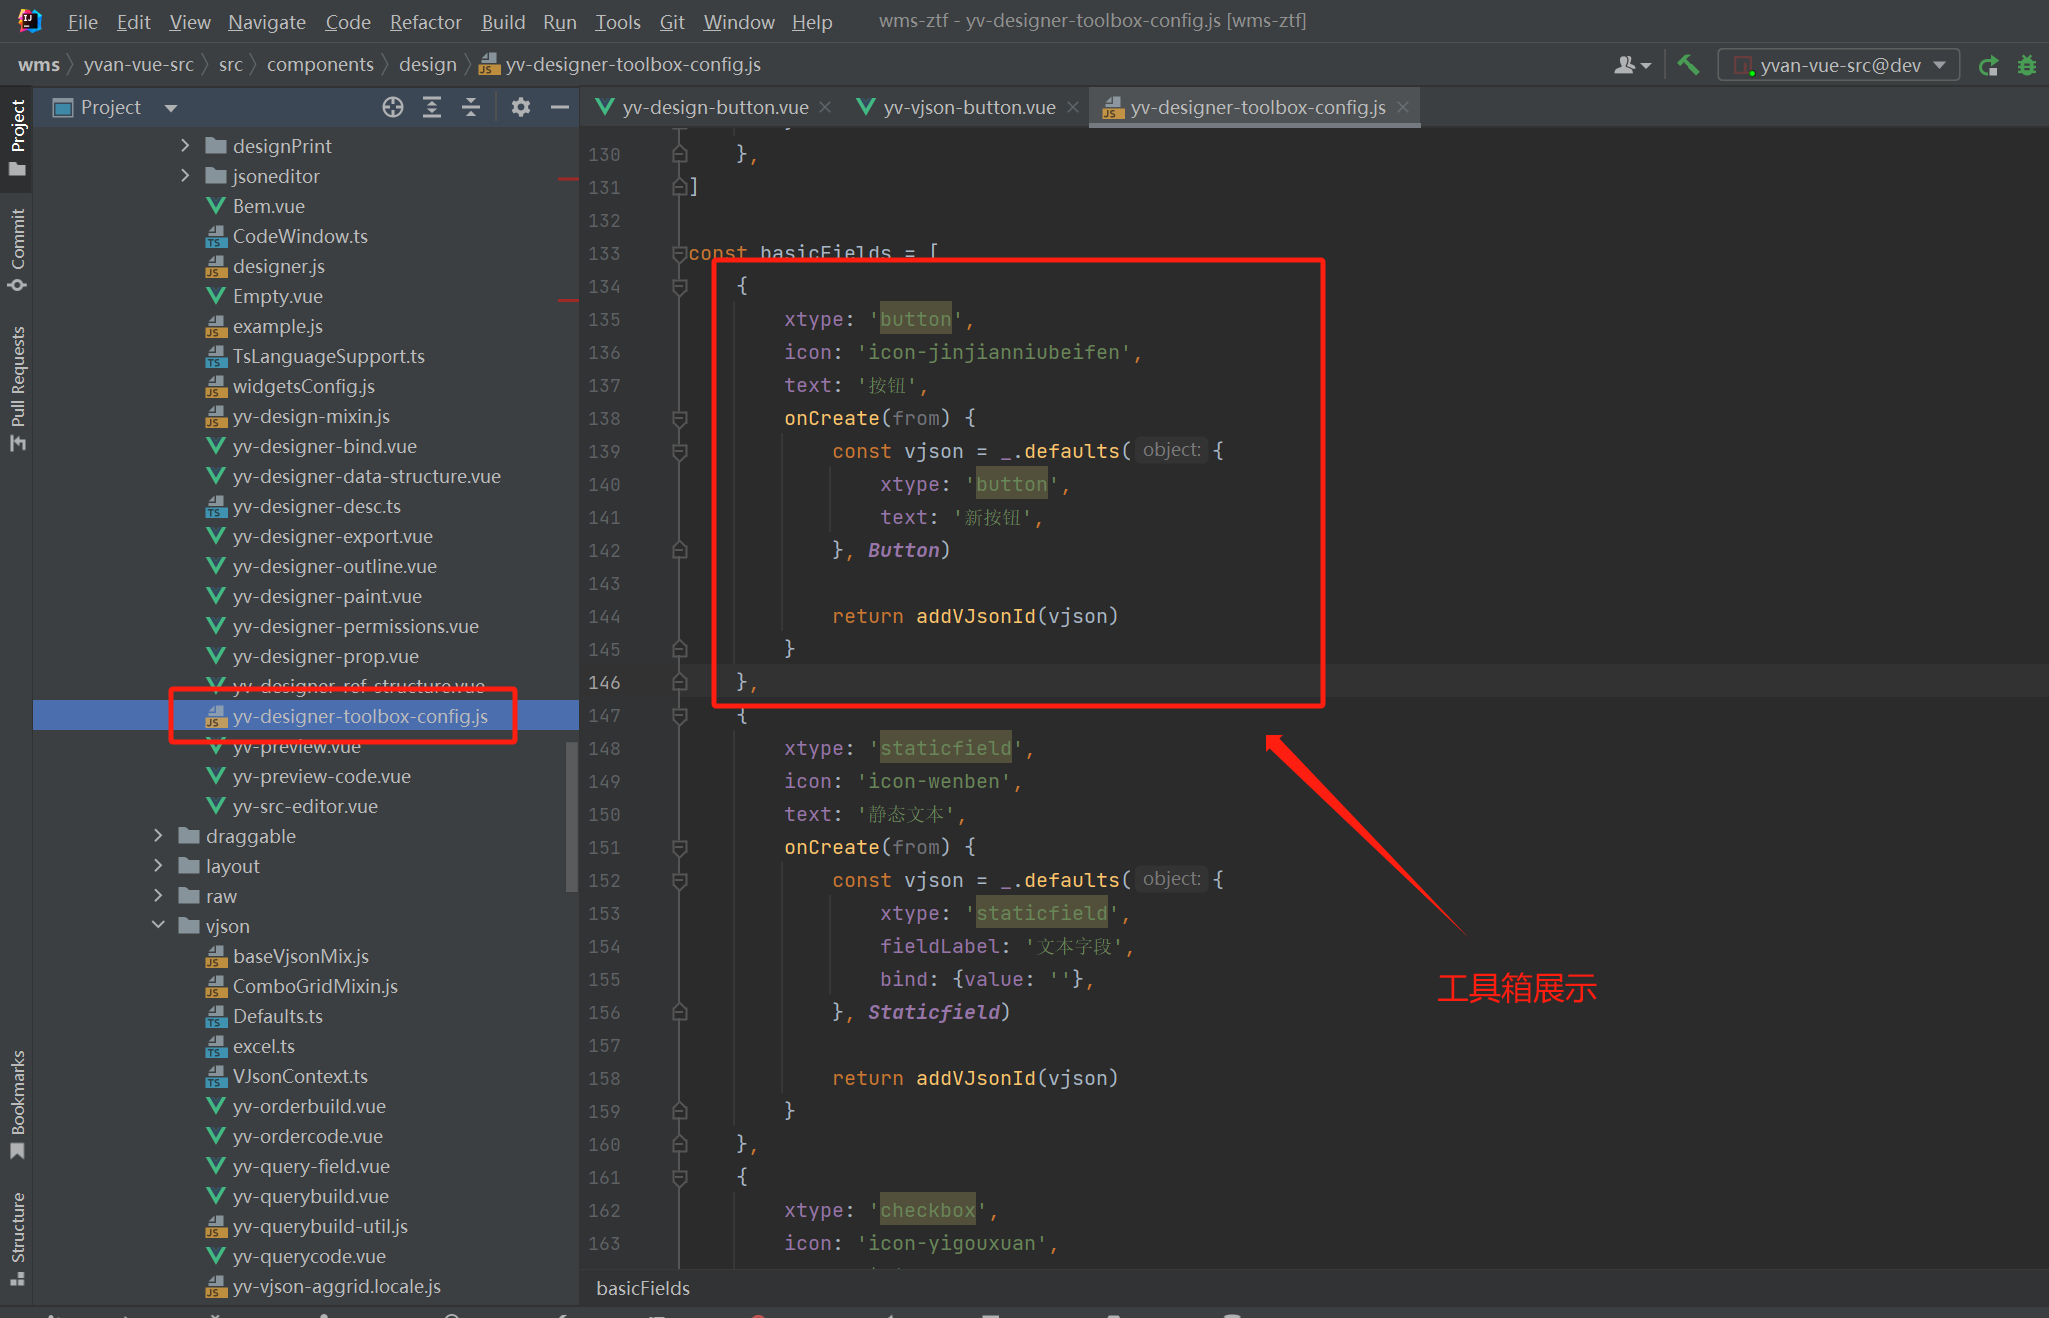 File Edit View Navigate Code Refactor Build Run Tools Git Window Help wms-ztf - yv-designer-toolbox-config.js [wms-ztf]
wms yvan-vue-src src components design yv-designer-toolbox-config.js yvan-vue-src@dev
Project
Commit
Pull Requests
Bookmarks
Structure
Project
designPrint
jsoneditor
Bem.vue
CodeWindow.ts
designer.js
Empty.vue
example.js
TsLanguageSupport.ts
widgetsConfig.js
yv-design-mixin.js
yv-designer-bind.vue
yv-designer-data-structure.vue
yv-designer-desc.ts
yv-designer-export.vue
yv-designer-outline.vue
yv-designer-paint.vue
yv-designer-permissions.vue
yv-designer-prop.vue
yv-designer-ref-structure.vue
yv-designer-toolbox-config.js
yv-preview.vue
yv-preview-code.vue
yv-src-editor.vue
draggable
layout
raw
vjson
baseVjsonMix.js
ComboGridMixin.js
Defaults.ts
excel.ts
VJsonContext.ts
yv-orderbuild.vue
yv-ordercode.vue
yv-query-field.vue
yv-querybuild.vue
yv-querybuild-util.js
yv-querycode.vue
yv-vjson-aggrid.locale.js
yv-design-button.vue yv-vjson-button.vue yv-designer-toolbox-config.js
130 },
131 ]
132
133 const basicFields = [
134 {
135 xtype: 'button',
136 icon: 'icon-jinjianniubeifen',
137 text: '按钮',
138 onCreate(from) {
139 const vjson = _.defaults( object: {
140 xtype: 'button',
141 text: '新按钮',
142 }, Button)
143
144 return addVJsonId(vjson)
145 }
146 },
147 {
148 xtype: 'staticfield',
149 icon: 'icon-wenben',
150 text: '静态文本',
151 onCreate(from) {
152 const vjson = _.defaults( object: {
153 xtype: 'staticfield',
154 fieldLabel: '文本字段',
155 bind: {value: ''},
156 }, Staticfield)
157
158 return addVJsonId(vjson)
159 }
160 },
161 {
162 xtype: 'checkbox',
163 icon: 'icon-yigouxuan',
工具箱展示
basicFields